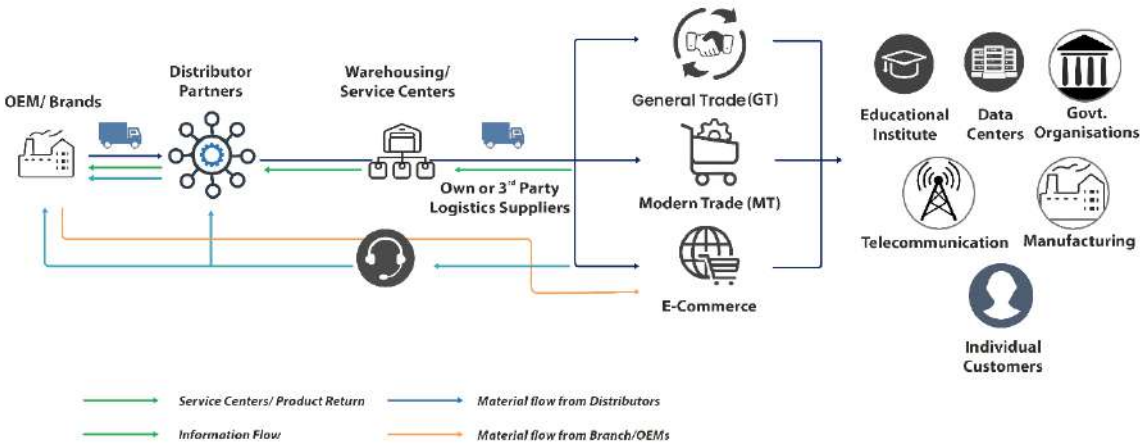 OEM/ Brands
Distributor
Partners
Warehousing/
Service Centers
Own or 3rd Party
Logistics Suppliers
General Trade (GT)
Modern Trade (MT)
E-Commerce
Educational
Institute
Data
Centers
Govt.
Organisations
Telecommunication
Manufacturing
Individual
Customers
Service Centers/ Product Return
Material flow from Distributors
Information Flow
Material flow from Branch/OEMs